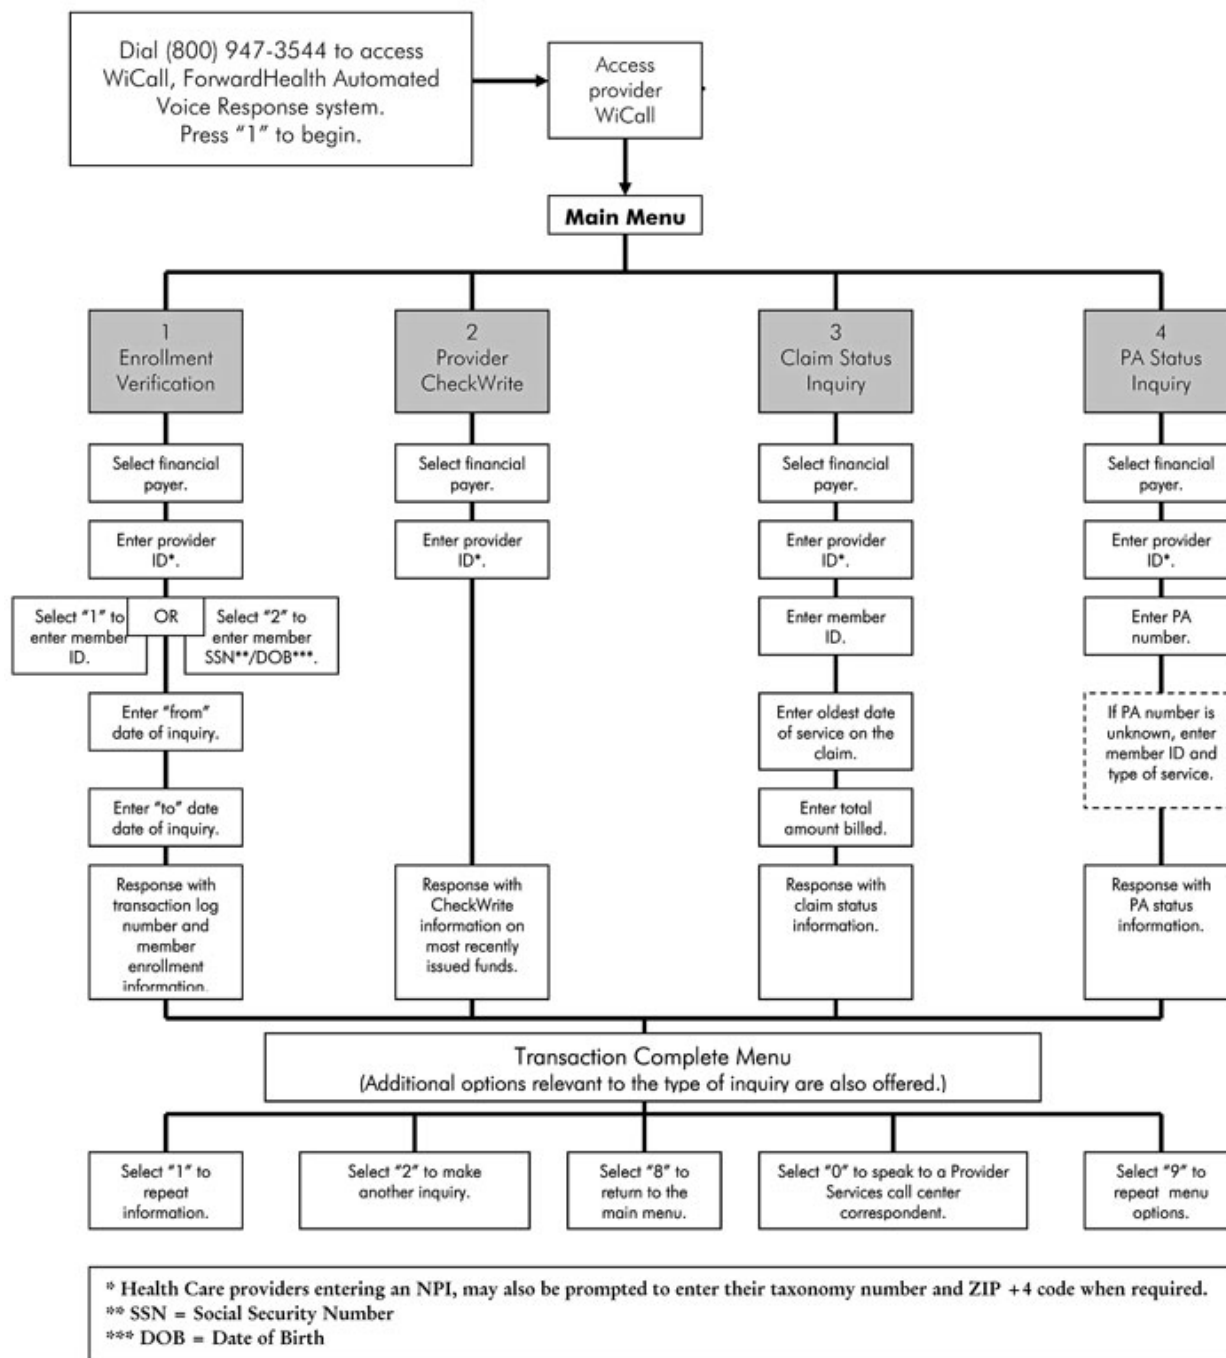 Dial (800) 947-3544 to access
WiCall, ForwardHealth Automated
Voice Response system.
Press "1" to begin.
Access
provider
WiCall
Main Menu
1
Enrollment
Verification
2
Provider
CheckWrite
3
Claim Status
Inquiry
4
PA Status
Inquiry
Select financial
payer.
Select financial
payer.
Select financial
payer.
Select financial
payer.
Enter provider
ID*.
Enter provider
ID*.
Enter provider
ID*.
Enter provider
ID*.
Select "1" to
enter member
ID.
OR
Select "2" to
enter member
SSN**/DOB***.
Enter member
ID.
Enter PA
number.
Enter "from"
date of inquiry.
Enter oldest date
of service on the
claim.
If PA number is
unknown, enter
member ID and
type of service.
Enter "to" date
date of inquiry.
Enter total
amount billed.
Response with
transaction log
number and
member
enrollment
information.
Response with
CheckWrite
information on
most recently
issued funds.
Response with
claim status
information.
Response with
PA status
information.
Transaction Complete Menu
(Additional options relevant to the type of inquiry are also offered.)
Select "1" to
repeat
information.
Select "2" to make
another inquiry.
Select "8" to
return to the
main menu.
Select "0" to speak to a Provider
Services call center
correspondent.
Select "9" to
repeat menu
options.
* Health Care providers entering an NPI, may also be prompted to enter their taxonomy number and ZIP +4 code when required.
** SSN = Social Security Number
*** DOB = Date of Birth